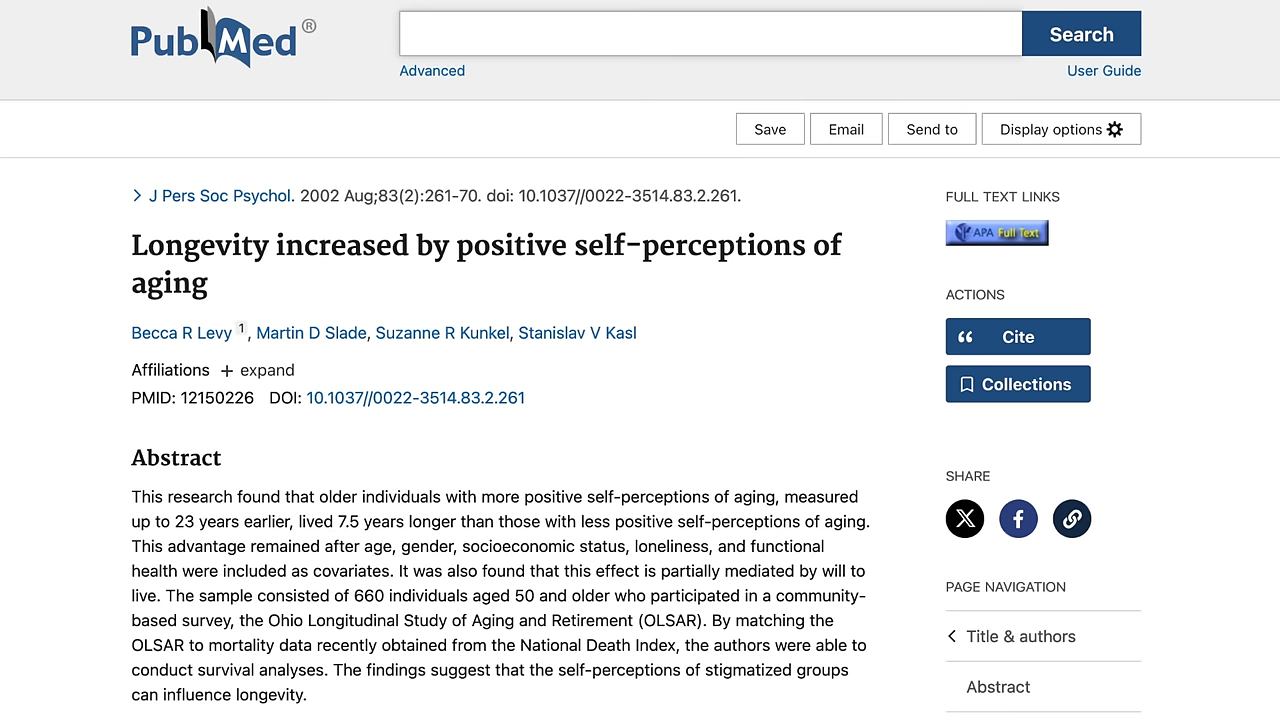 PubMed®
Search
Advanced
User Guide
Save
Email
Send to
Display options
J Pers Soc Psychol. 2002 Aug;83(2):261-70. doi: 10.1037//0022-3514.83.2.261.
Longevity increased by positive self-perceptions of
aging
Becca R Levy 1, Martin D Slade, Suzanne R Kunkel, Stanislav V Kasl
Affiliations + expand
PMID: 12150226 DOI: 10.1037//0022-3514.83.2.261
Abstract
This research found that older individuals with more positive self-perceptions of aging, measured
up to 23 years earlier, lived 7.5 years longer than those with less positive self-perceptions of aging.
This advantage remained after age, gender, socioeconomic status, loneliness, and functional
health were included as covariates. It was also found that this effect is partially mediated by will to
live. The sample consisted of 660 individuals aged 50 and older who participated in a community-
based survey, the Ohio Longitudinal Study of Aging and Retirement (OLSAR). By matching the
OLSAR to mortality data recently obtained from the National Death Index, the authors were able to
conduct survival analyses. The findings suggest that the self-perceptions of stigmatized groups
can influence longevity.
FULL TEXT LINKS
APA Full Text
ACTIONS
Cite
Collections
SHARE
PAGE NAVIGATION
Title & authors
Abstract